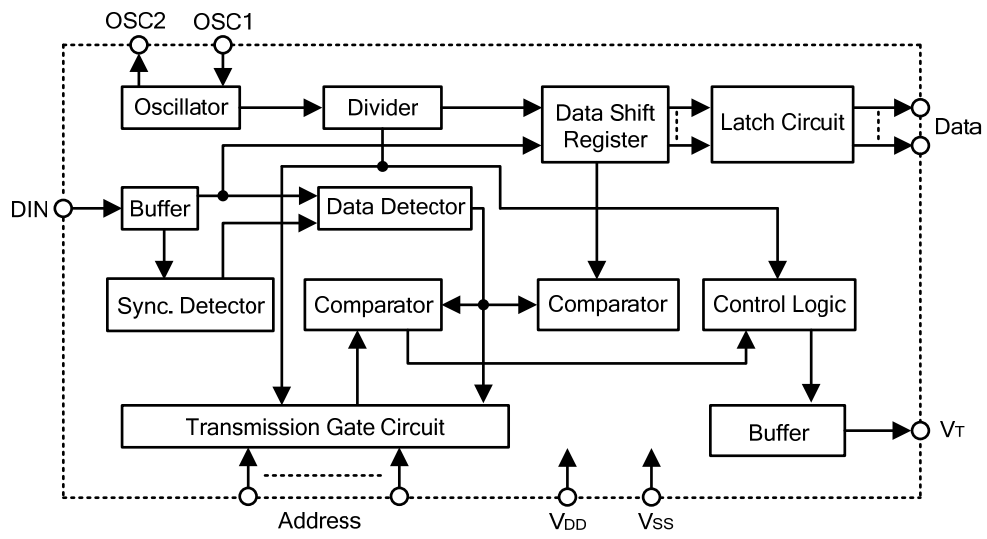 OSC2
OSC1
Oscillator
Divider
Data Shift
Register
Latch Circuit
Data
DIN
Buffer
Data Detector
Sync. Detector
Comparator
Comparator
Control Logic
Transmission Gate Circuit
Buffer
VT
Address
VDD
VSS